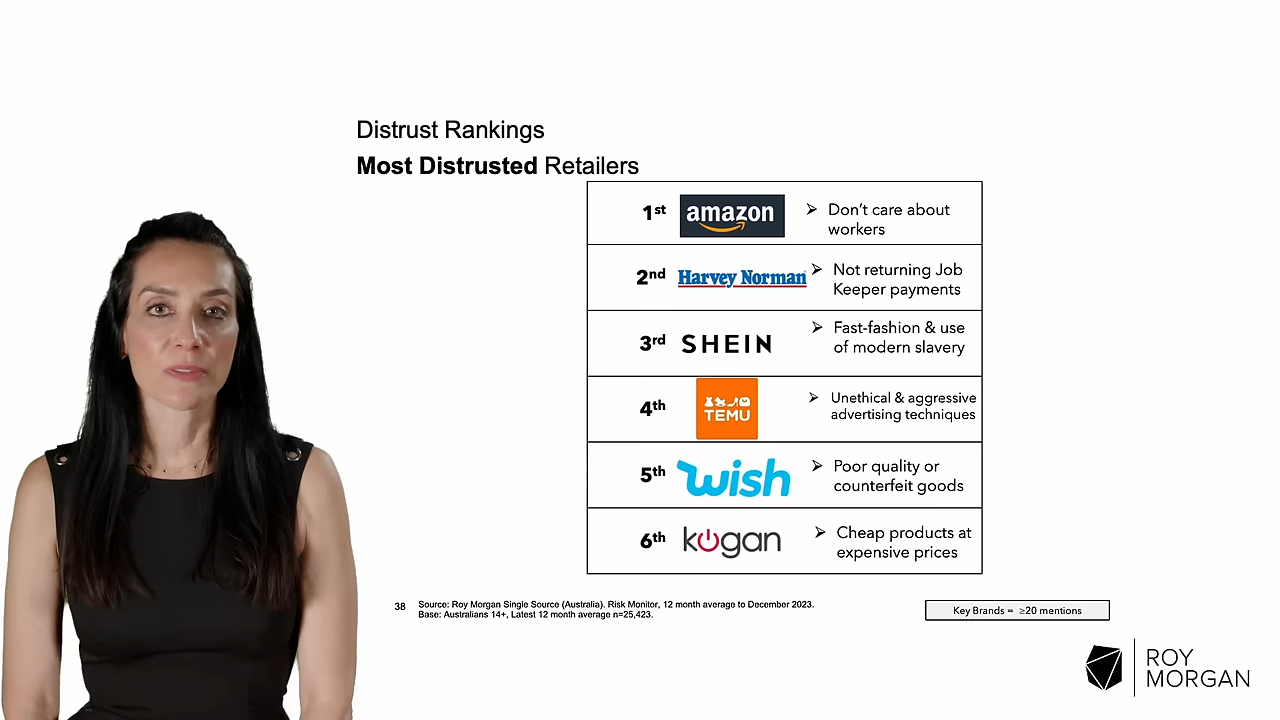 Distrust Rankings
Most Distrusted Retailers
1st
amazon
➢ Don't care about
workers
2nd
Harvey Norman
➢ Not returning Job
Keeper payments
3rd
SHEIN
➢ Fast-fashion & use
of modern slavery
4th
TEMU
➢ Unethical & aggressive
advertising techniques
5th
wish
➢ Poor quality or
counterfeit goods
6th
kogan
➢ Cheap products at
expensive prices
38
Source: Roy Morgan Single Source (Australia). Risk Monitor, 12 month average to December 2023.
Base: Australians 14+, Latest 12 month average n=25,423.
Key Brands = ≥20 mentions
ROY
MORGAN